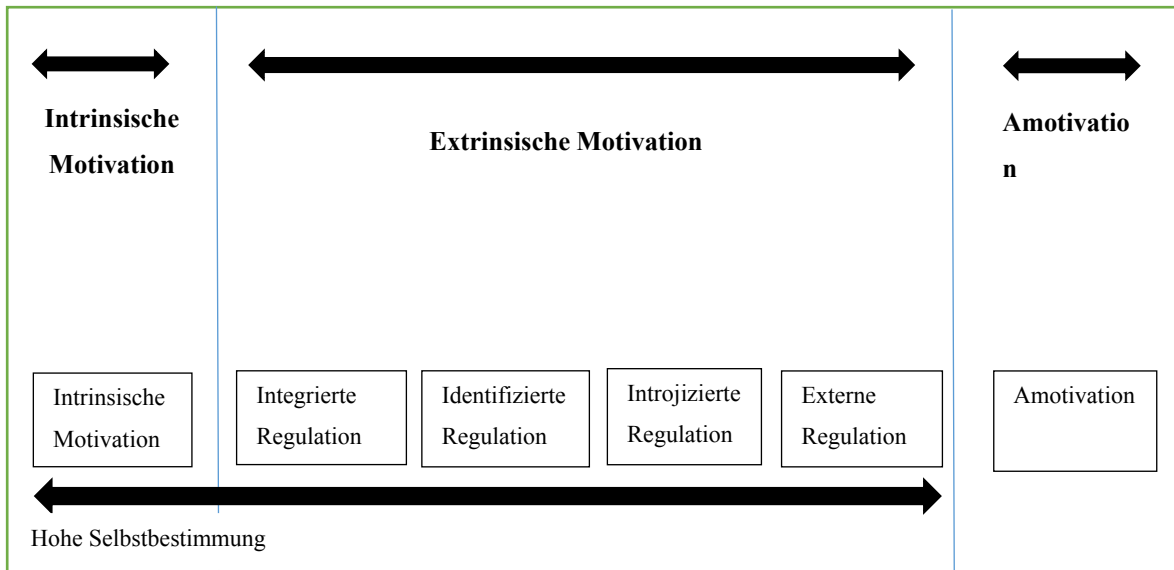 Intrinsische
Motivation
Extrinsische Motivation
Amotivatio
n
Intrinsische
Motivation
Integrierte
Regulation
Identifizierte
Regulation
Introjizierte
Regulation
Externe
Regulation
Amotivation
Hohe Selbstbestimmung